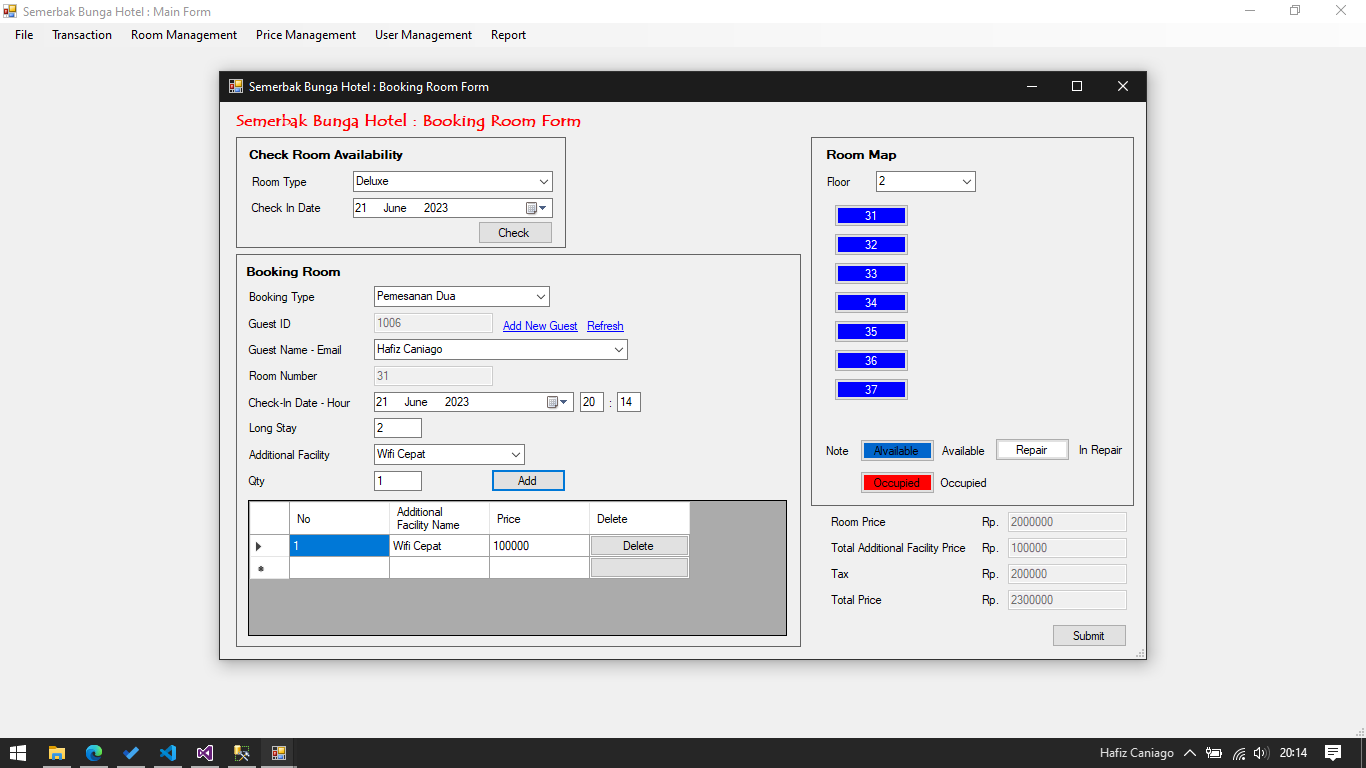 Semerbak Bunga Hotel : Main Form
File Transaction Room Management Price Management User Management Report
Semerbak Bunga Hotel : Booking Room Form
Semerbak Bunga Hotel : Booking Room Form
Check Room Availability
Room Type Deluxe
Check In Date 21 June 2023
Check
Booking Room
Booking Type Pemesanan Dua
Guest ID 1006 Add New Guest Refresh
Guest Name - Email Hafiz Caniago
Room Number 31
Check-In Date - Hour 21 June 2023 20 : 14
Long Stay 2
Additional Facility Wifi Cepat
Qty 1 Add
No Additional Facility Name Price Delete
1 Wifi Cepat 100000 Delete
Room Map
Floor 2
31
32
33
34
35
36
37
Note Alvailable Available Repair In Repair
Occupied Occupied
Room Price Rp. 2000000
Total Additional Facility Price Rp. 100000
Tax Rp. 200000
Total Price Rp. 2300000
Submit
Hafiz Caniago 20:14